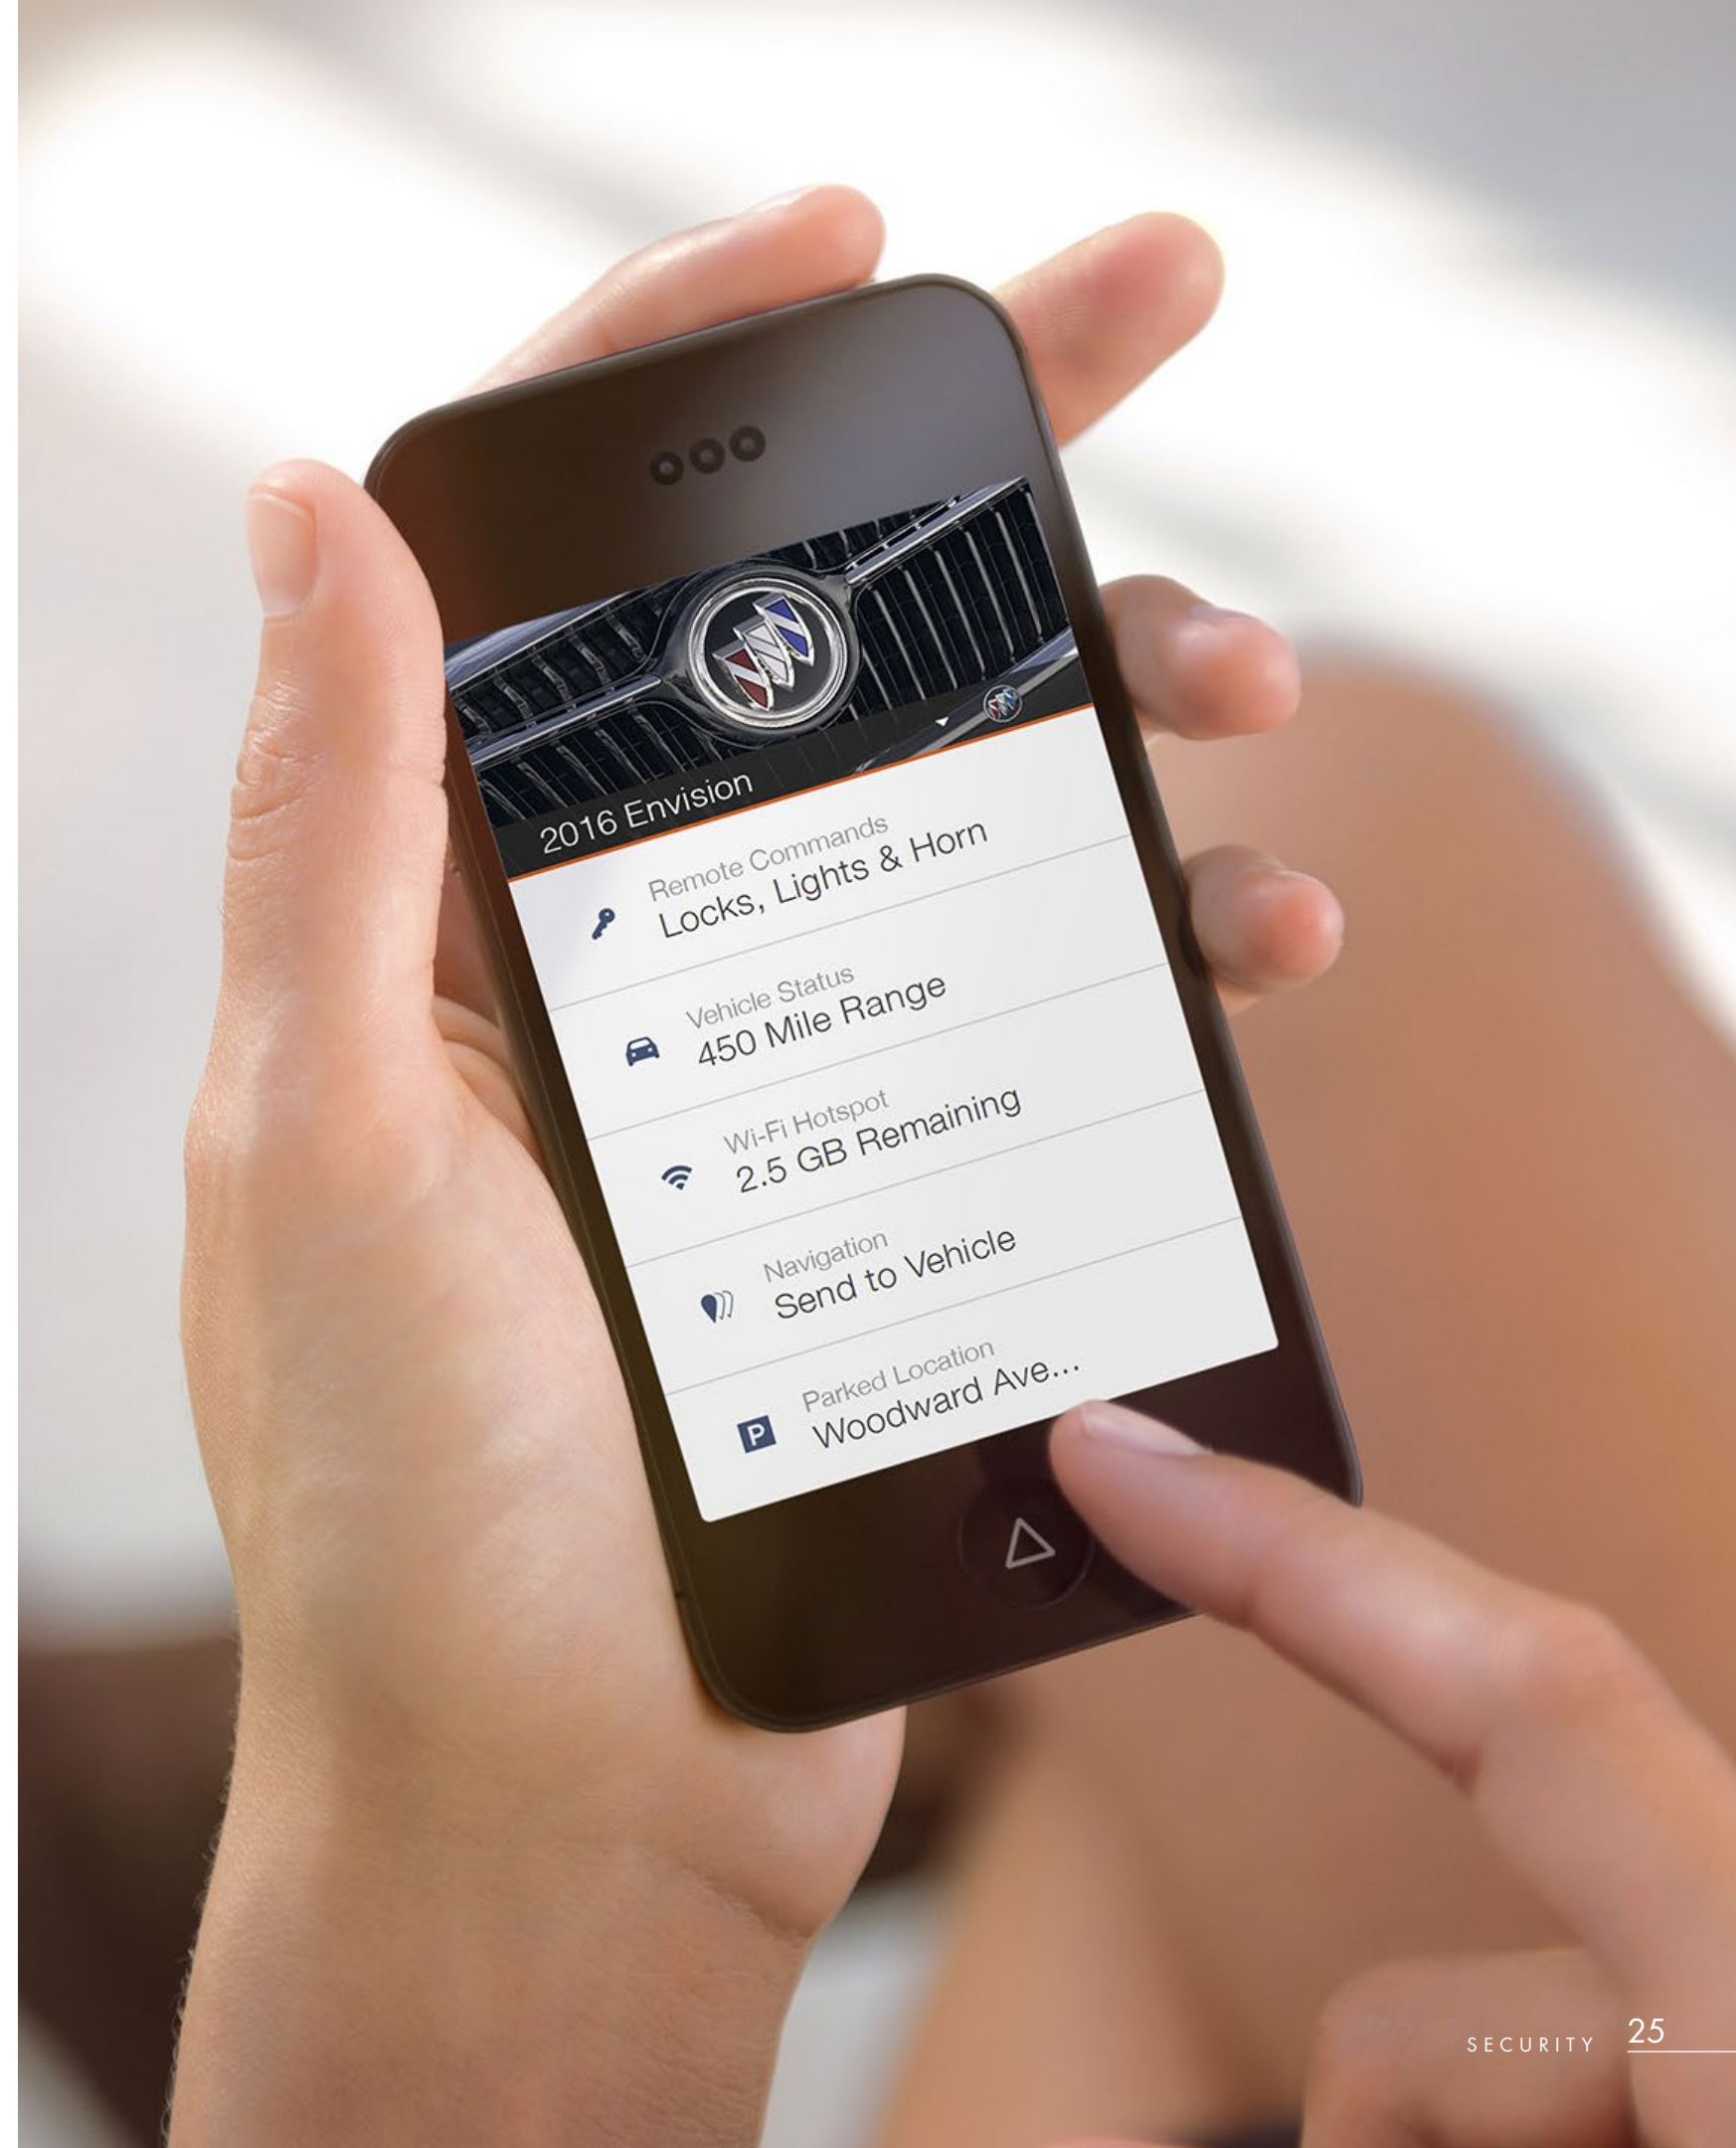 2016 Envision
Remote Commands
Locks, Lights & Horn
Vehicle Status
450 Mile Range
Wi-Fi Hotspot
2.5 GB Remaining
Navigation
Send to Vehicle
P
Parked Location
Woodward Ave...
SECURITY 25